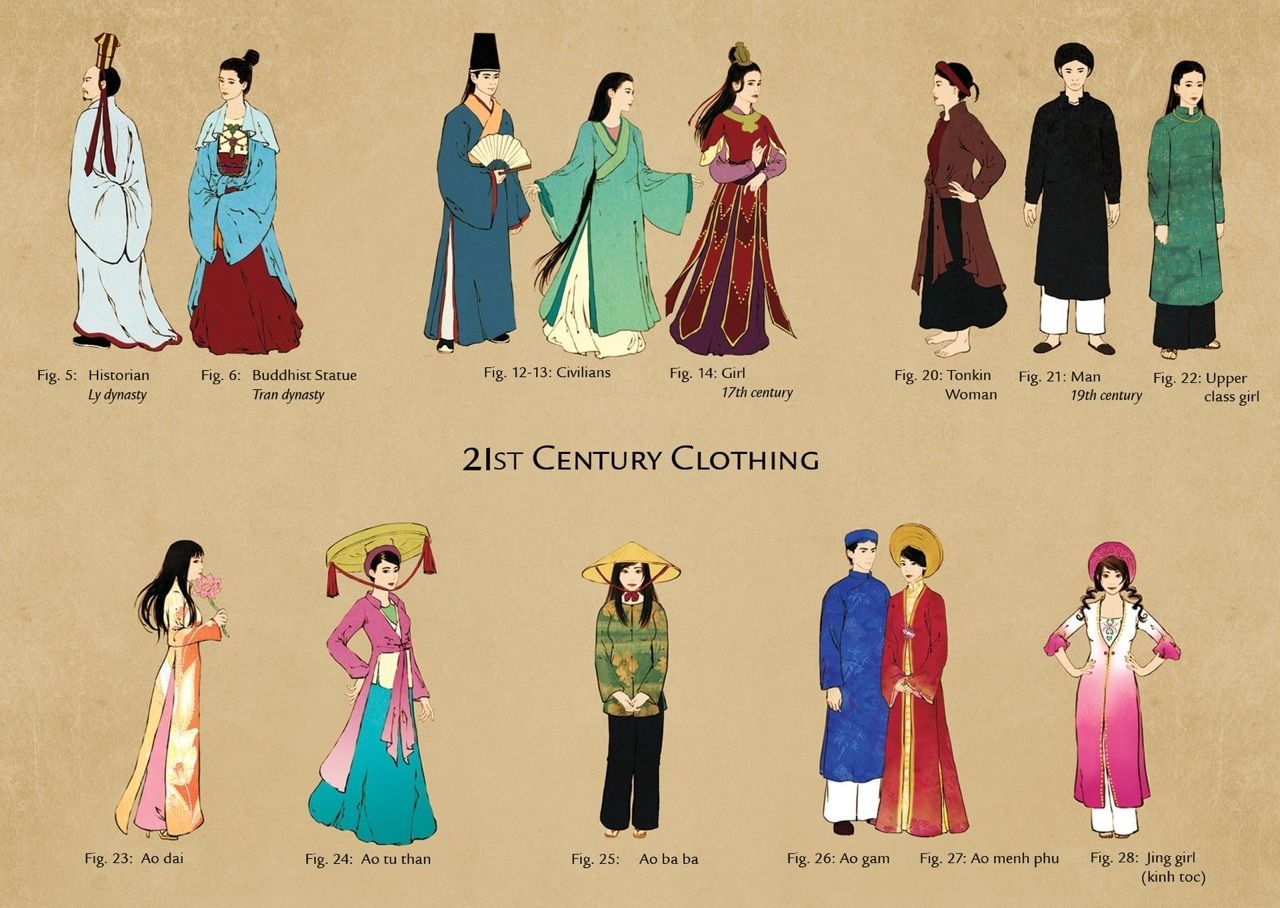 Fig. 5: Historian
Ly dynasty
Fig. 6: Buddhist Statue
Tran dynasty
Fig. 12-13: Civilians
Fig. 14: Girl
17th century
Fig. 20: Tonkin
Woman
Fig. 21: Man
19th century
Fig. 22: Upper
class girl
21st Century Clothing
Fig. 23: Ao dai
Fig. 24: Ao tu than
Fig. 25: Ao ba ba
Fig. 26: Ao gam
Fig. 27: Ao menh phu
Fig. 28: Jing girl
(kinh toc)